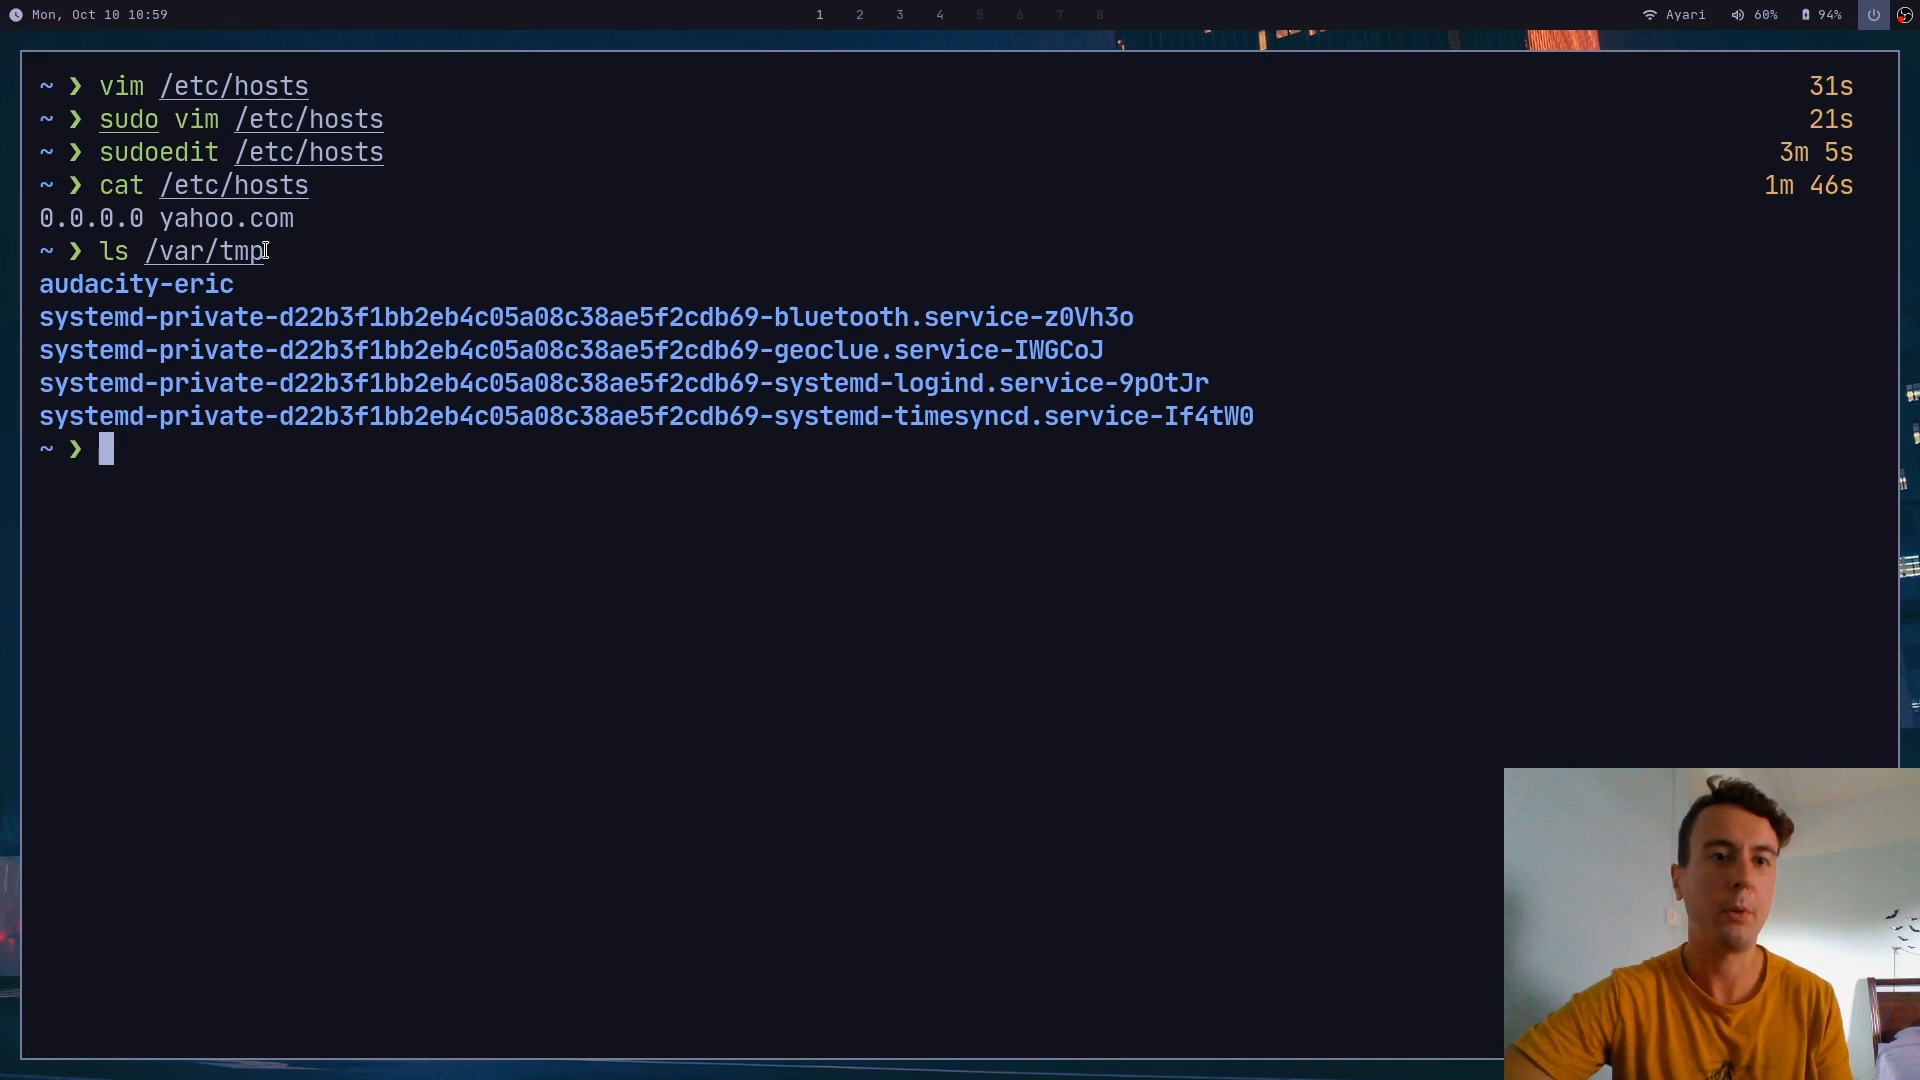 Mon, Oct 10 10:59 1 2 3 4 5 6 7 8 Ayari 60% 94%
~ ❯ vim /etc/hosts 31s
~ ❯ sudo vim /etc/hosts 21s
~ ❯ sudoedit /etc/hosts 3m 5s
~ ❯ cat /etc/hosts 1m 46s
0.0.0.0 yahoo.com
~ ❯ ls /var/tmp
audacity-eric
systemd-private-d22b3f1bb2eb4c05a08c38ae5f2cdb69-bluetooth.service-z0Vh3o
systemd-private-d22b3f1bb2eb4c05a08c38ae5f2cdb69-geoclue.service-IWGCoJ
systemd-private-d22b3f1bb2eb4c05a08c38ae5f2cdb69-systemd-logind.service-9pOtJr
systemd-private-d22b3f1bb2eb4c05a08c38ae5f2cdb69-systemd-timesyncd.service-If4tW0
~ ❯